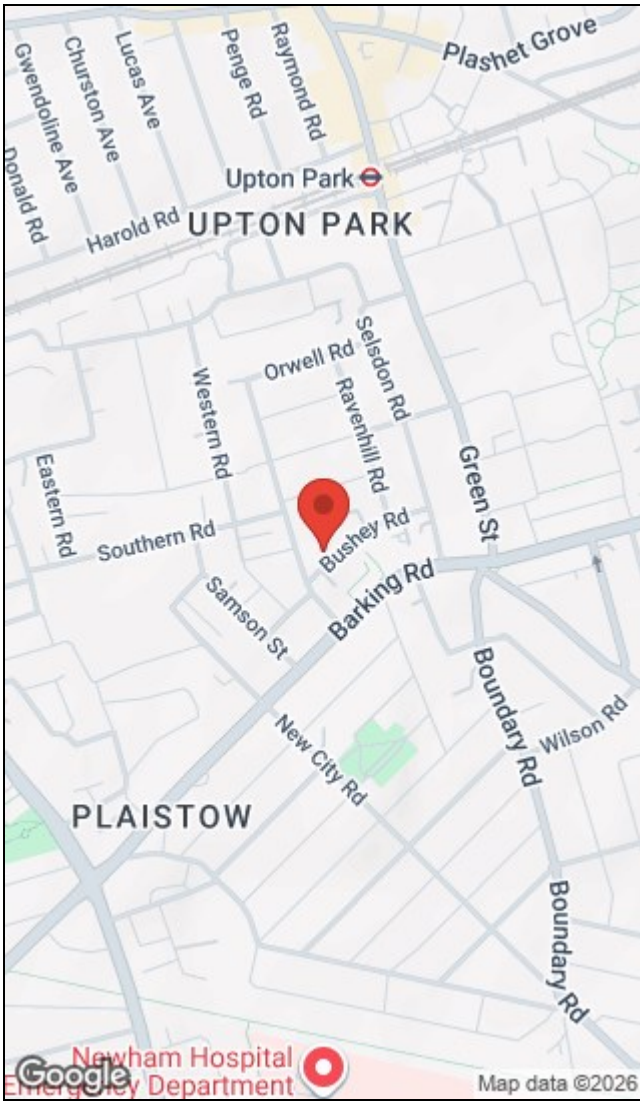 Plashet Grove
Raymond Rd
Penge Rd
Lucas Ave
Churston Ave
Gwendoline Ave
Donald Rd
Upton Park
Harold Rd
UPTON PARK
Selsdon Rd
Orwell Rd
Western Rd
Ravenhill Rd
Green St
Eastern Rd
Southern Rd
Bushey Rd
Barking Rd
Samson St
Boundary Rd
Wilson Rd
New City Rd
PLAISTOW
Boundary Rd
Newham Hospital
Emergency Department
Google
Map data ©2026